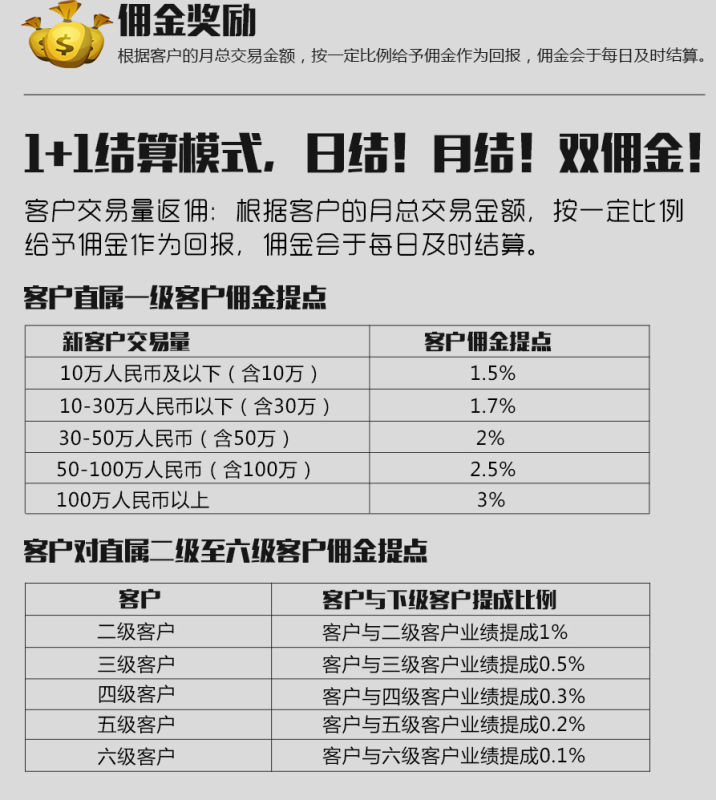 佣金奖励
根据客户的月总交易金额，按一定比例给予佣金作为回报，佣金会于每日及时结算。
1+1结算模式，日结！月结！双佣金！
客户交易量返佣：根据客户的月总交易金额，按一定比例
给予佣金作为回报，佣金会于每日及时结算。
客户直属一级客户佣金提点
新客户交易量 客户佣金提点
10万人民币及以下（含10万） 1.5%
10-30万人民币以下（含30万） 1.7%
30-50万人民币（含50万） 2%
50-100万人民币（含100万） 2.5%
100万人民币以上 3%
客户对直属二级至六级客户佣金提点
客户 客户与下级客户提成比例
二级客户 客户与二级客户业绩提成1%
三级客户 客户与三级客户业绩提成0.5%
四级客户 客户与四级客户业绩提成0.3%
五级客户 客户与五级客户业绩提成0.2%
六级客户 客户与六级客户业绩提成0.1%